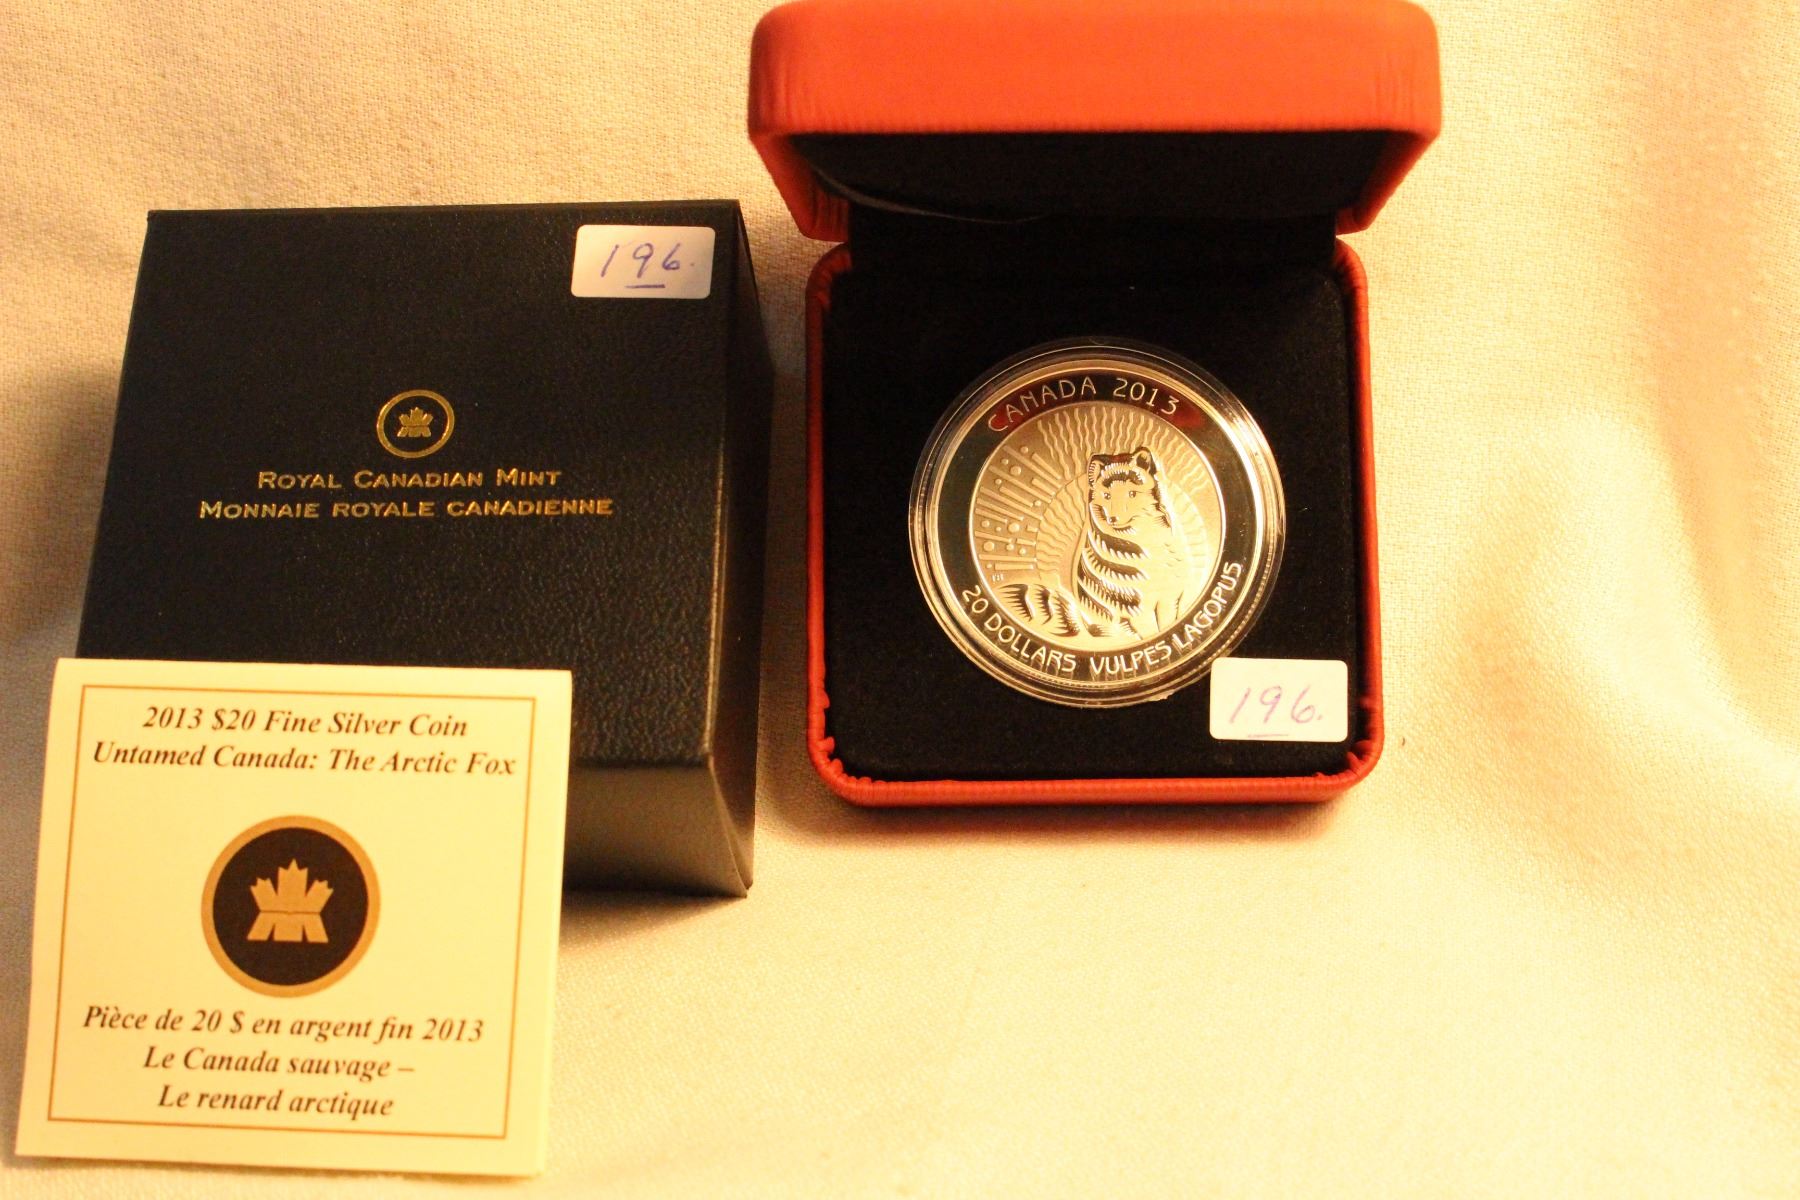 196.
ROYAL CANADIAN MINT
MONNAIE ROYALE CANADIENNE
2013 $20 Fine Silver Coin
Untamed Canada: The Arctic Fox
Pièce de 20 $ en argent fin 2013
Le Canada sauvage –
Le renard arctique
CANADA 2013
20 DOLLARS VULPES LAGOPUS
196.